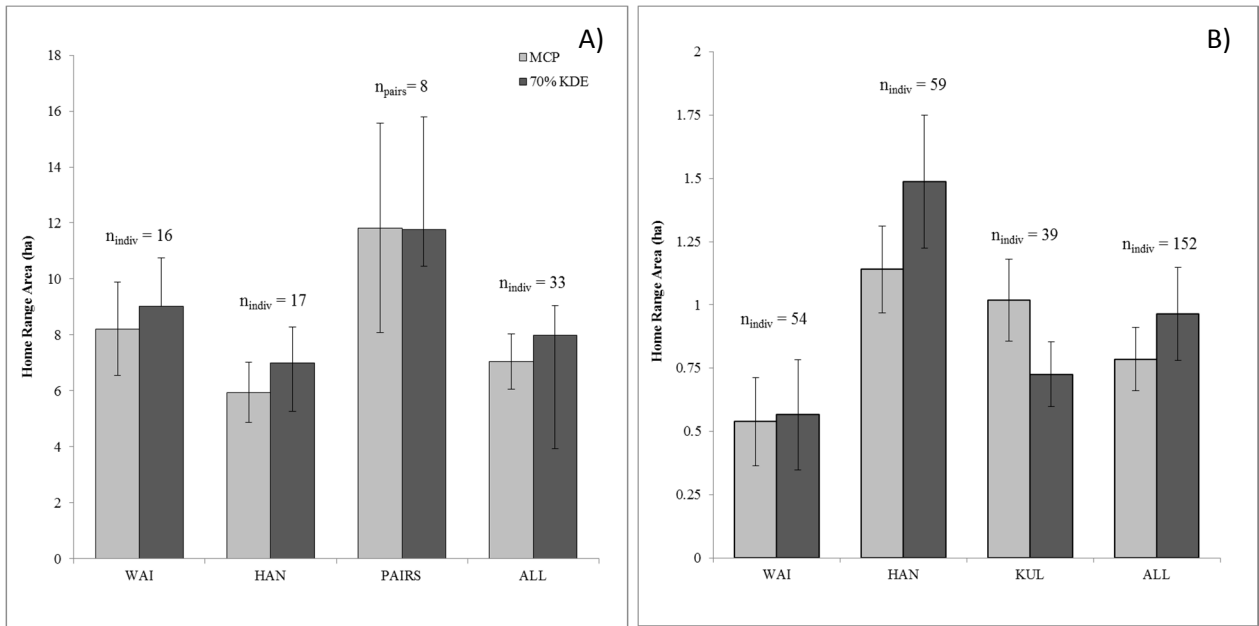 A)
MCP
70% KDE
Home Range Area (ha)
18
16
14
12
10
8
6
4
2
0
n_indiv = 16
n_indiv = 17
n_pairs= 8
n_indiv = 33
WAI HAN PAIRS ALL
B)
Home Range Area (ha)
2
1.75
1.5
1.25
1
0.75
0.5
0.25
0
n_indiv = 54
n_indiv = 59
n_indiv = 39
n_indiv = 152
WAI HAN KUL ALL